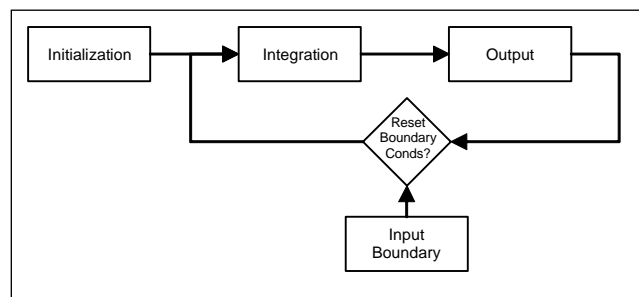 Initialization
Integration
Output
Reset
Boundary
Conds?
Input
Boundary